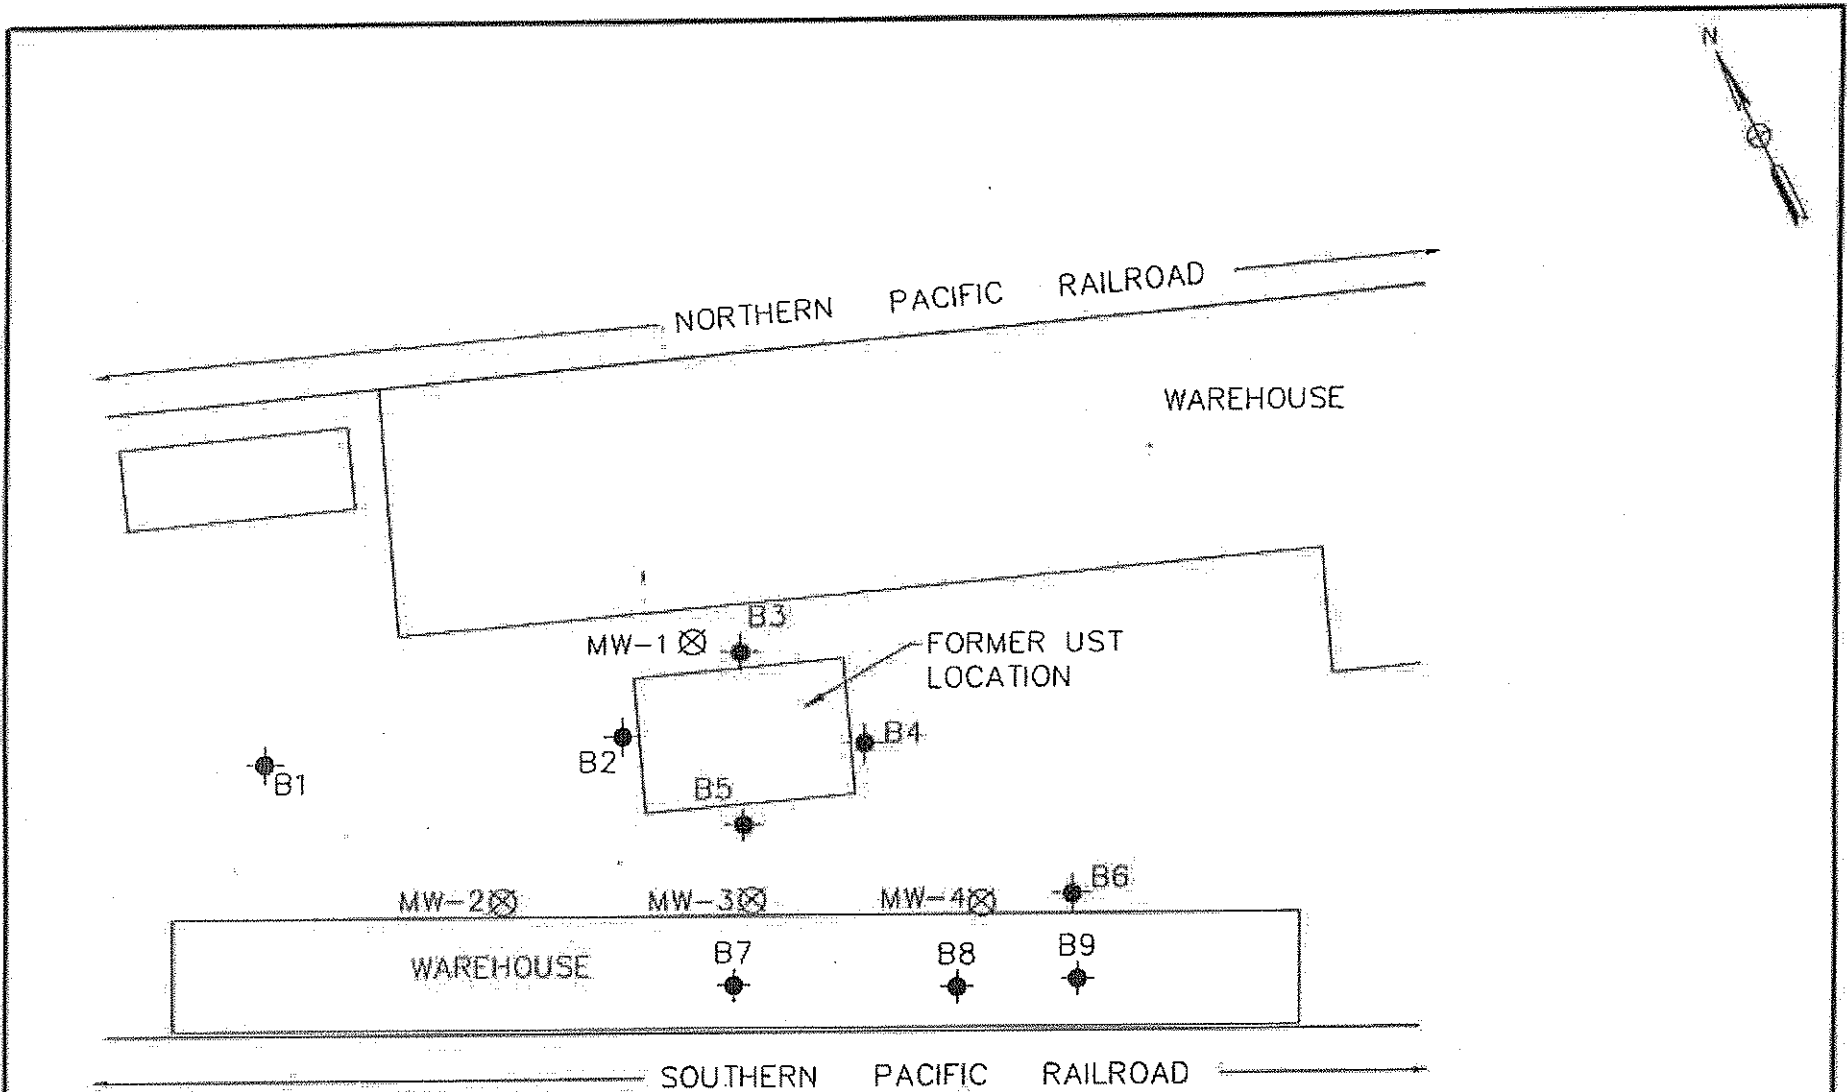 N
NORTHERN PACIFIC RAILROAD
WAREHOUSE
B3
MW-1
FORMER UST
LOCATION
B4
B2
B1
B5
B6
MW-2
MW-3
MW-4
WAREHOUSE
B7
B8
B9
SOUTHERN PACIFIC RAILROAD